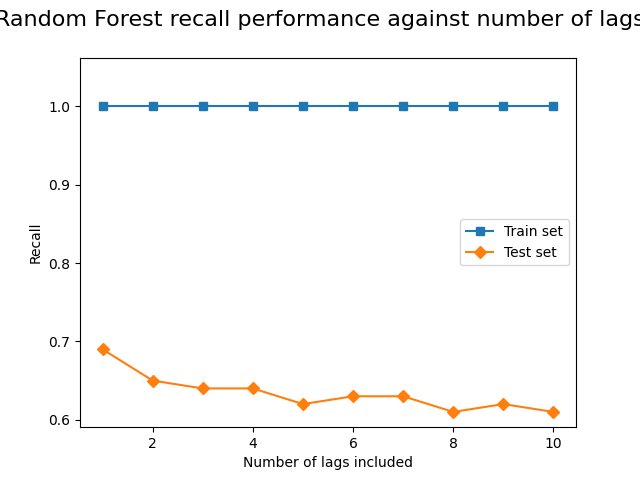 Random Forest recall performance against number of lags
1.0
0.9
0.8
0.7
0.6
Recall
Train set
Test set
2 4 6 8 10
Number of lags included